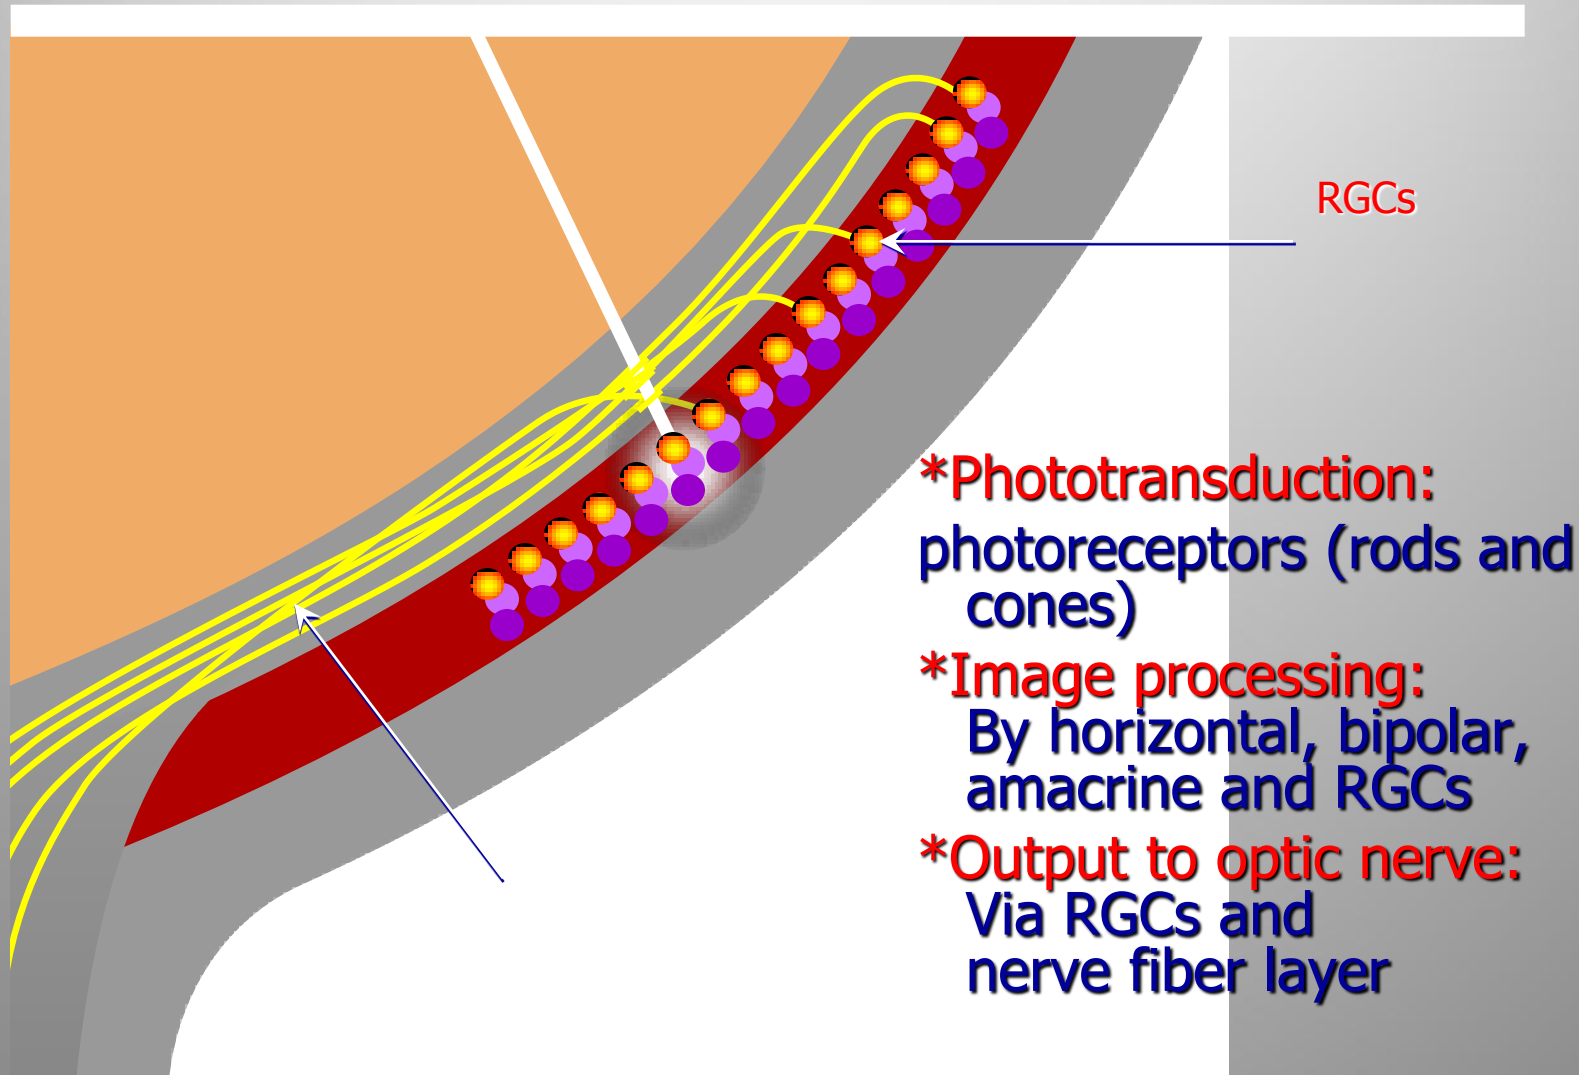 RGCs
*Phototransduction:
photoreceptors (rods and
cones)
*Image processing:
By horizontal, bipolar,
amacrine and RGCs
*Output to optic nerve:
Via RGCs and
nerve fiber layer